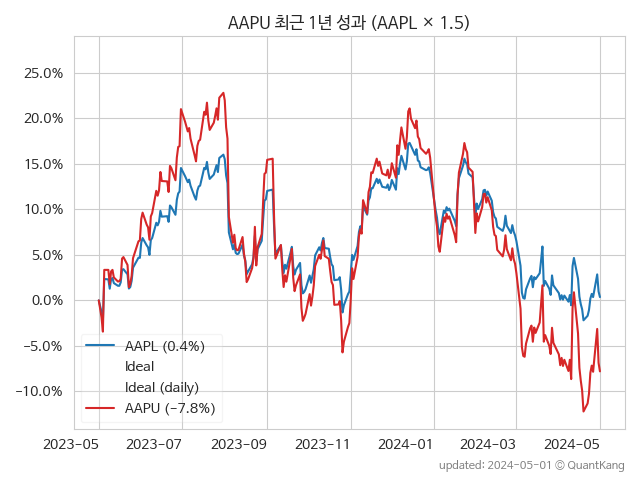 AAPU 최근 1년 성과 (AAPL × 1.5)
25.0%
20.0%
15.0%
10.0%
5.0%
0.0%
−5.0%
−10.0%
AAPL (0.4%)
Ideal
Ideal (daily)
AAPU (−7.8%)
2023−05 2023−07 2023−09 2023−11 2024−01 2024−03 2024−05
updated: 2024−05−01 © QuantKang